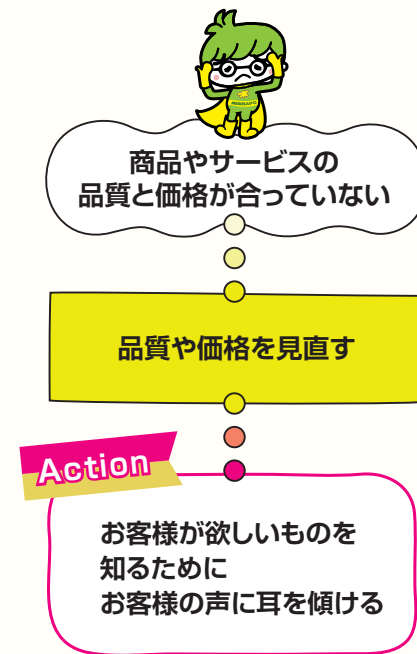 商品やサービスの
品質と価格が合っていない
品質や価格を見直す
Action
お客様が欲しいものを
知るために
お客様の声に耳を傾ける